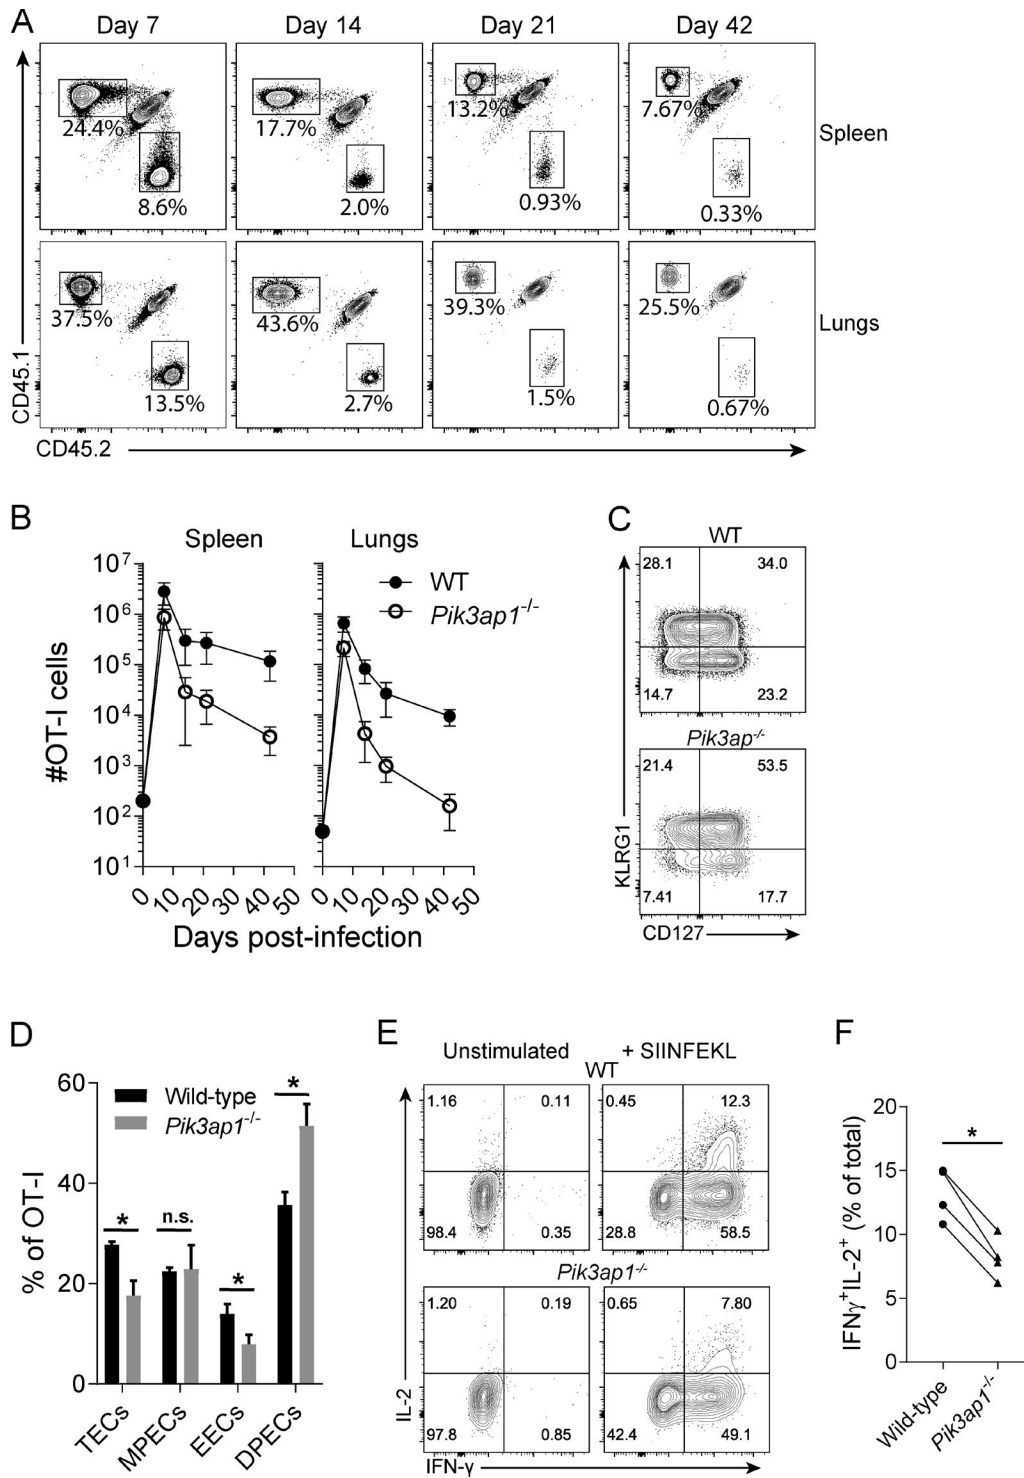 A
Day 7 Day 14 Day 21 Day 42
24.4% 17.7% 13.2% 7.67%
Spleen
8.6% 2.0% 0.93% 0.33%
37.5% 43.6% 39.3% 25.5%
Lungs
13.5% 2.7% 1.5% 0.67%
CD45.1
CD45.2
B
Spleen Lungs
WT
Pik3ap1-/-
10^7
10^6
10^5
10^4
10^3
10^2
10^1
#OT-I cells
0 10 20 30 40 50 0 10 20 30 40 50
Days post-infection
C
WT
28.1 34.0
14.7 23.2
Pik3ap-/-
21.4 53.5
7.41 17.7
KLRG1
CD127
D
Wild-type
Pik3ap1-/-
60
40
20
0
% of OT-I
* n.s. * *
TECs MPECs EECs DPECs
E
Unstimulated + SIINFEKL
WT
1.16 0.11 0.45 12.3
98.4 0.35 28.8 58.5
Pik3ap1-/-
1.20 0.19 0.65 7.80
97.8 0.85 42.4 49.1
IL-2
IFN-γ
F
20
15
10
5
0
*
IFNγ+IL-2+ (% of total)
Wild-type Pik3ap1-/-